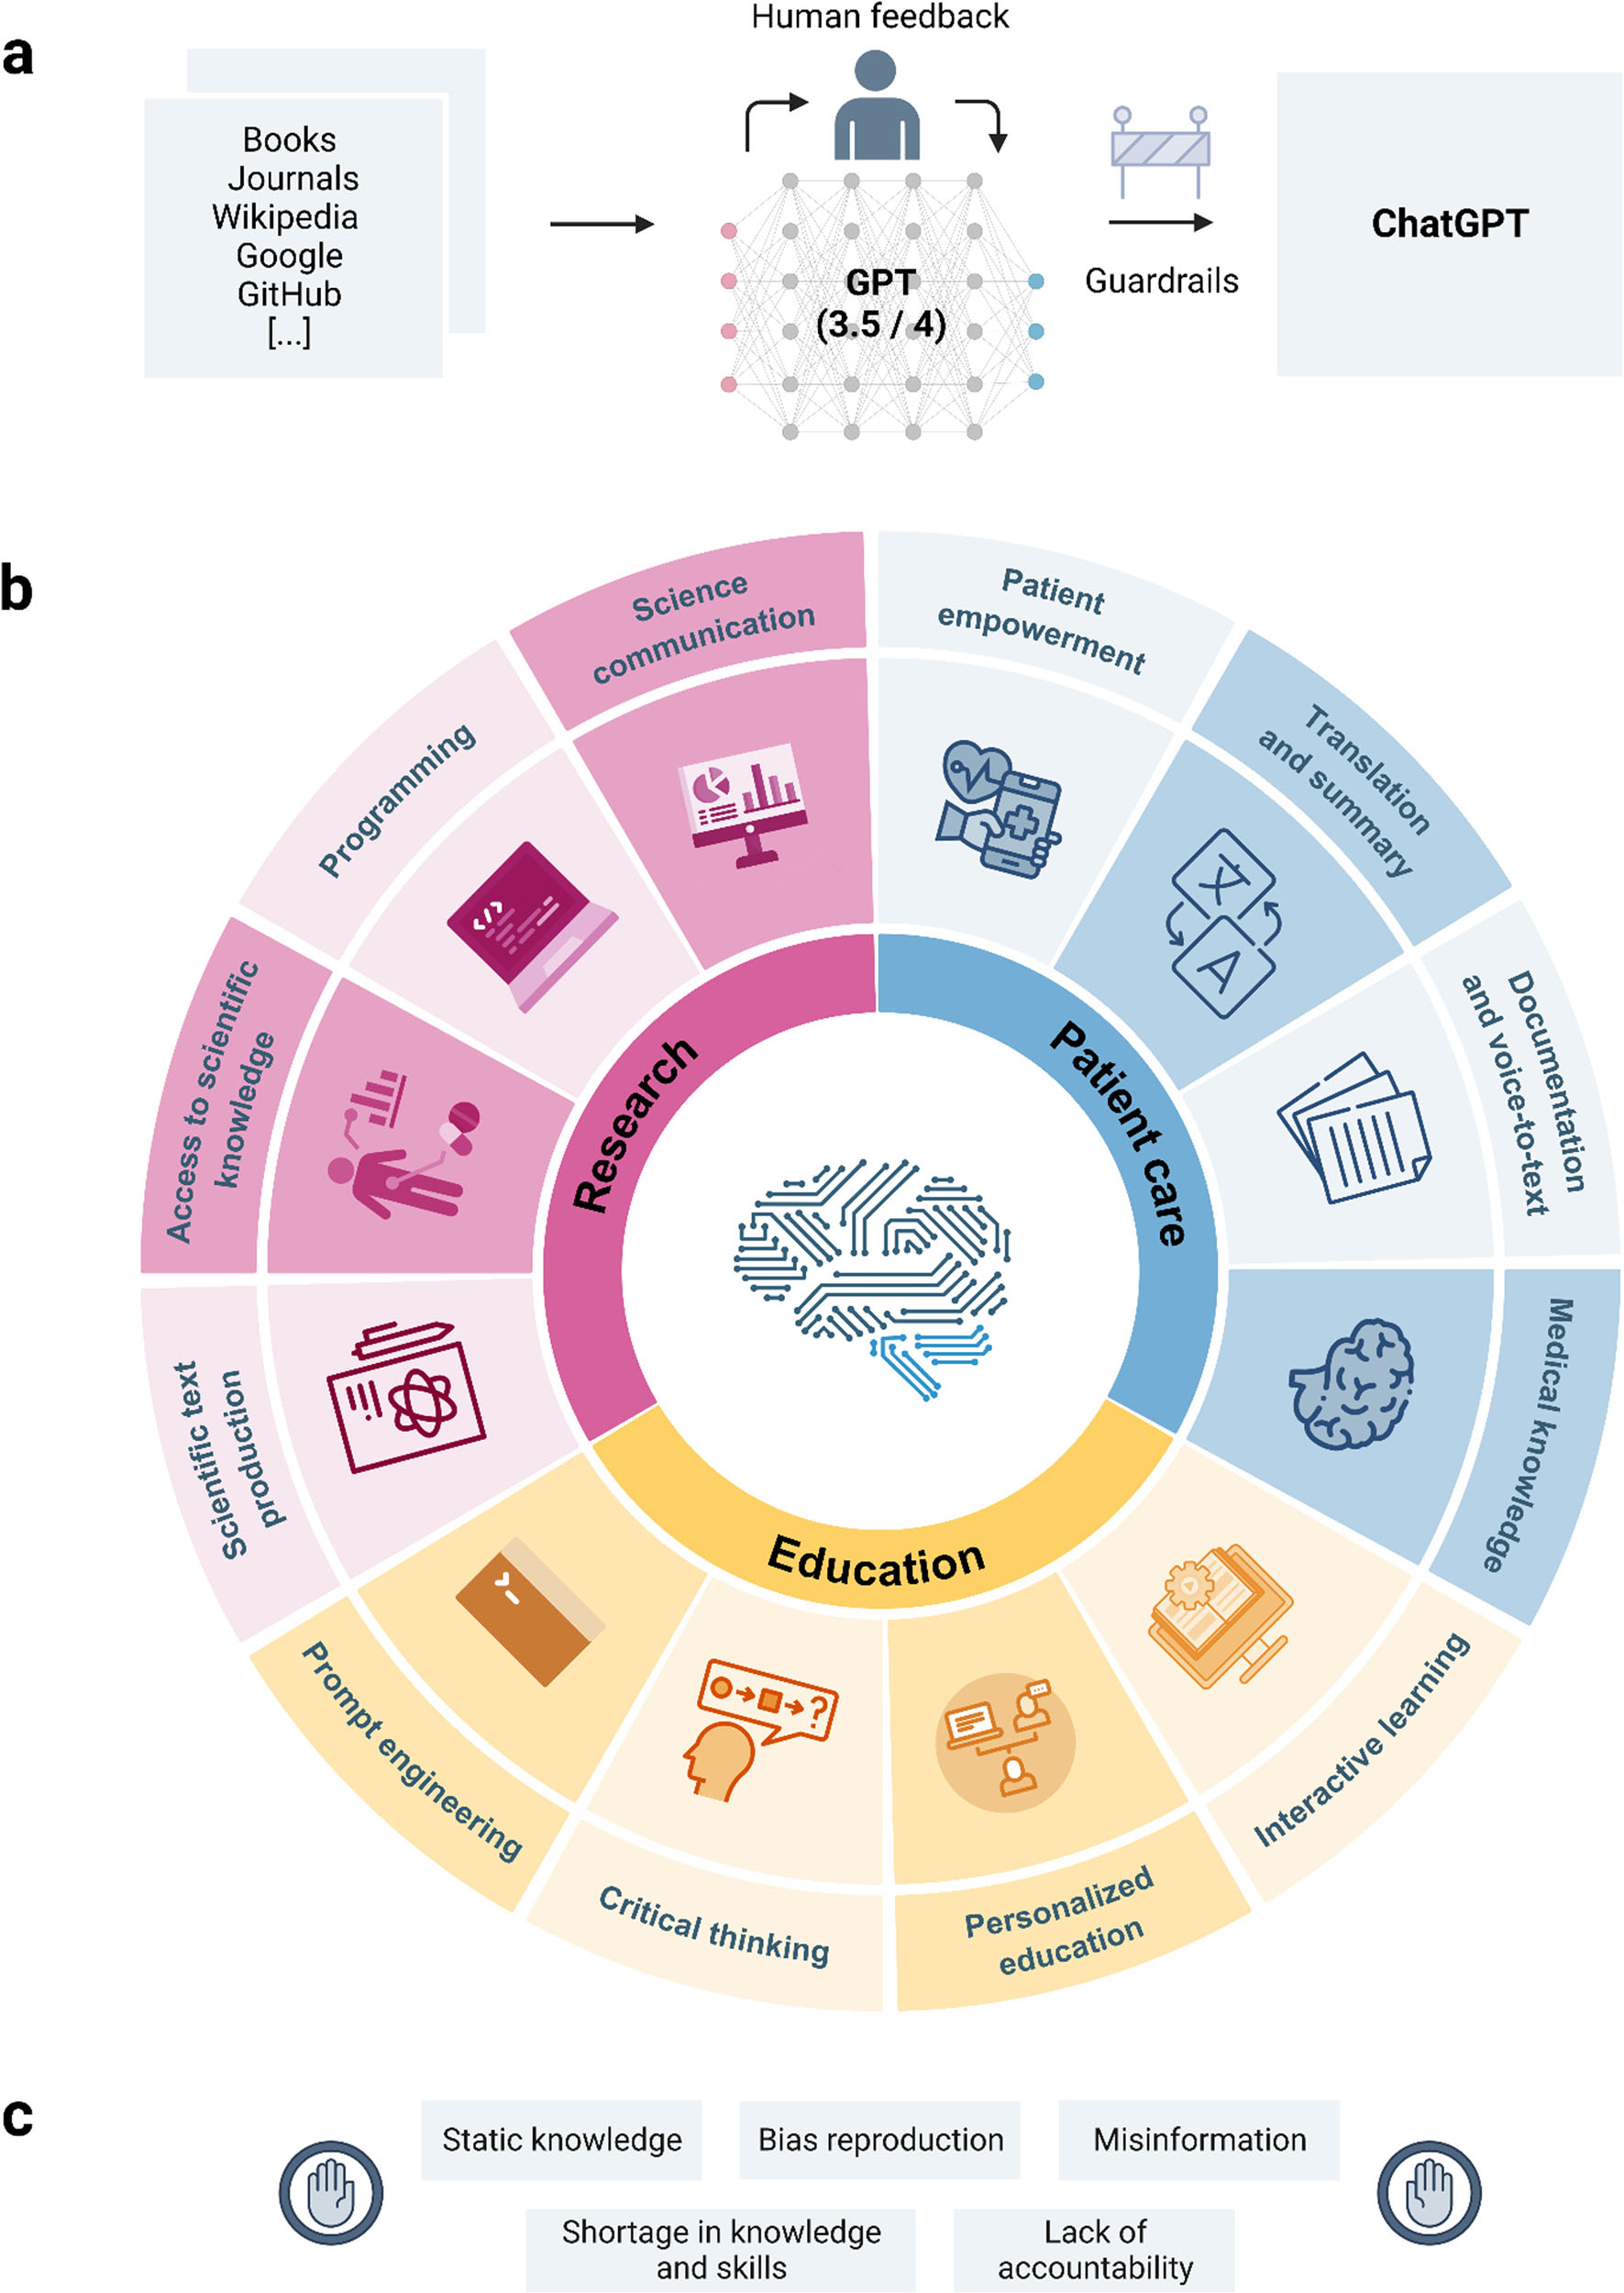 a
Human feedback
Books
Journals
Wikipedia
Google
GitHub
[...]
GPT
(3.5 / 4)
Guardrails
ChatGPT
b
Science
communication
Patient
empowerment
Programming
Translation
and summary
Access to scientific
knowledge
Documentation
and voice-to-text
Research
Patient care
文
A
Scientific text
production
Medical knowledge
Education
Prompt engineering
Critical thinking
?
Personalized
education
Interactive learning
c
Static knowledge
Bias reproduction
Misinformation
Shortage in knowledge
and skills
Lack of
accountability